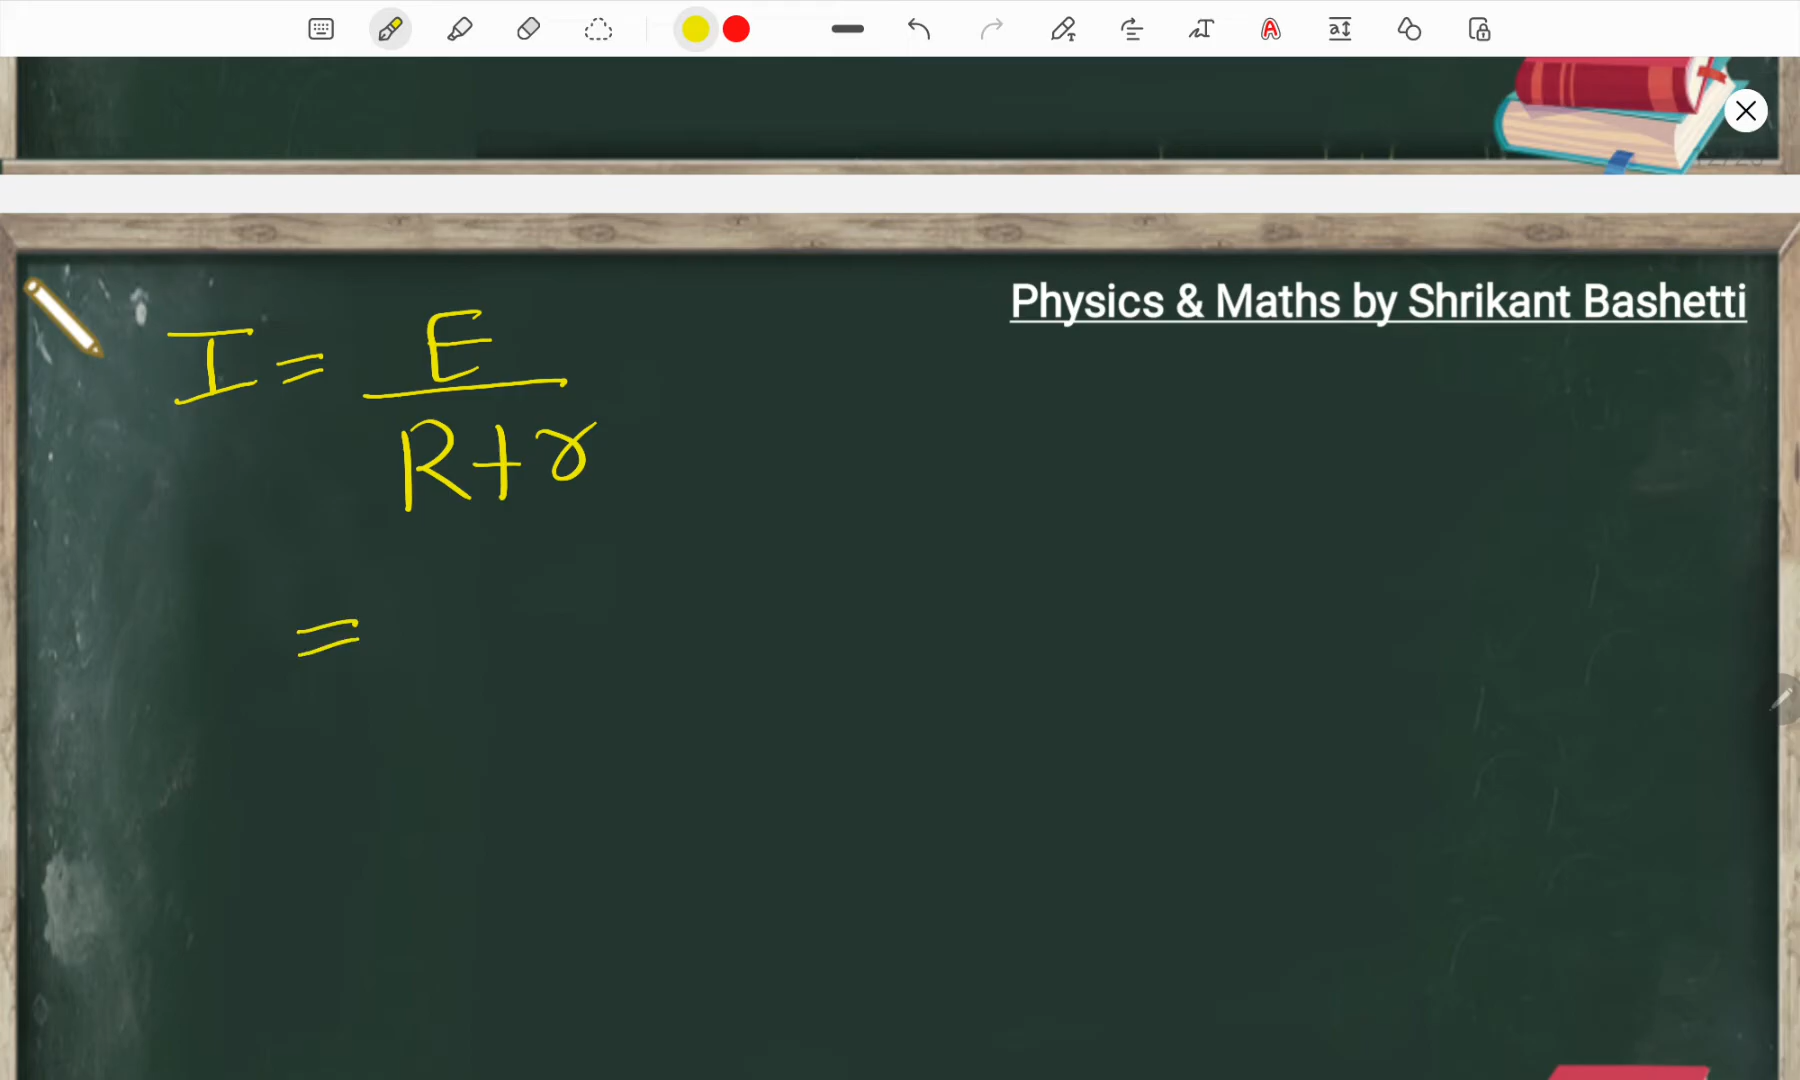 Physics & Maths by Shrikant Bashetti
I = E
R + r
=